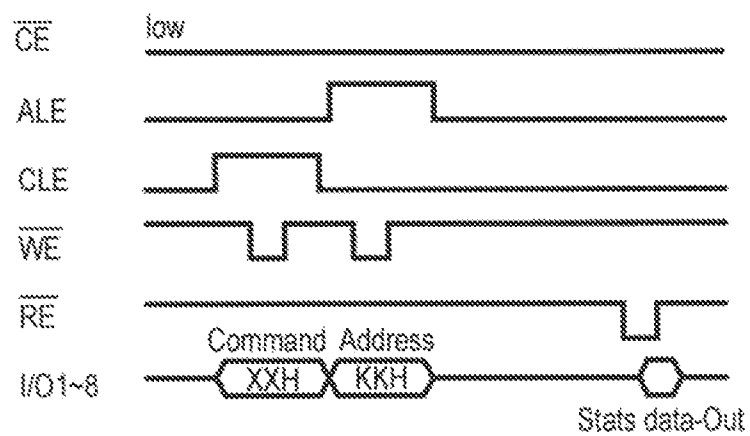 CE low
ALE
CLE
WE
RE
Command Address
I/O1~8 XXH KKH
Stats data-Out